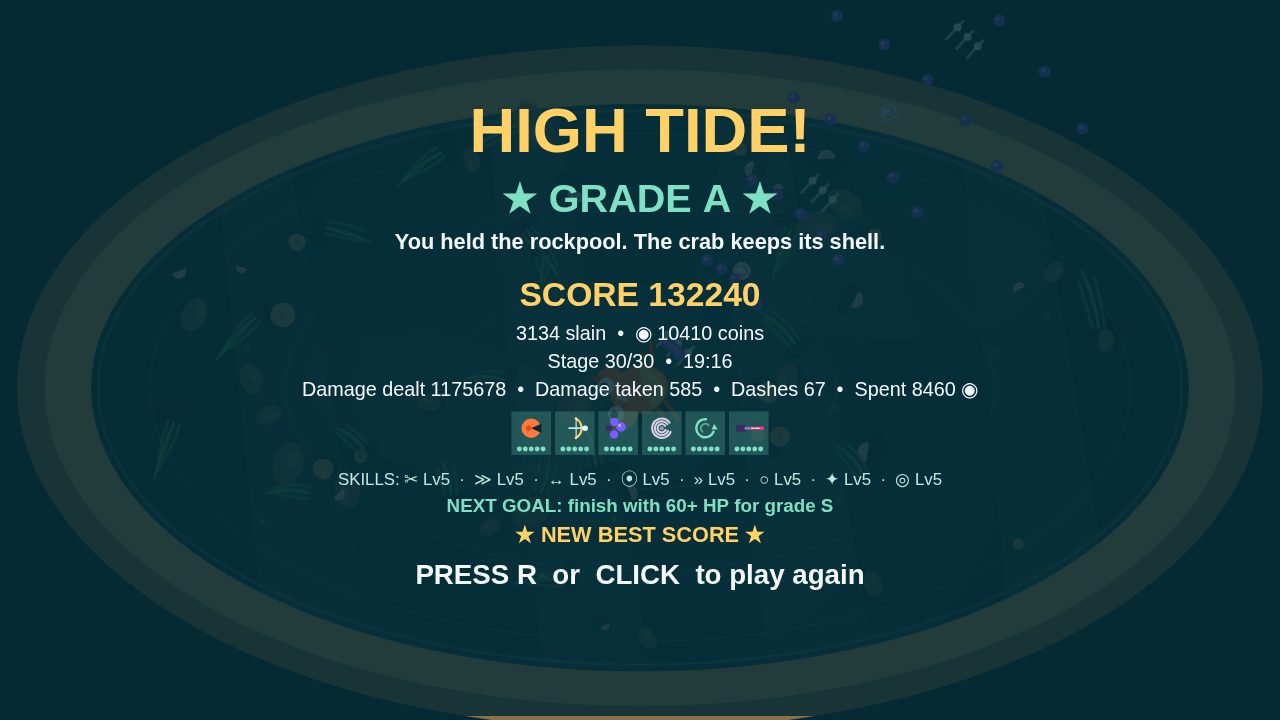 HIGH TIDE!
★ GRADE A ★
You held the rockpool. The crab keeps its shell.
SCORE 132240
3134 slain • ◉ 10410 coins
Stage 30/30 • 19:16
Damage dealt 1175678 • Damage taken 585 • Dashes 67 • Spent 8460 ◉
SKILLS: ✂ Lv5 · ≫ Lv5 · ↔ Lv5 · ⦿ Lv5 · » Lv5 · ○ Lv5 · ✦ Lv5 · ◎ Lv5
NEXT GOAL: finish with 60+ HP for grade S
★ NEW BEST SCORE ★
PRESS R or CLICK to play again